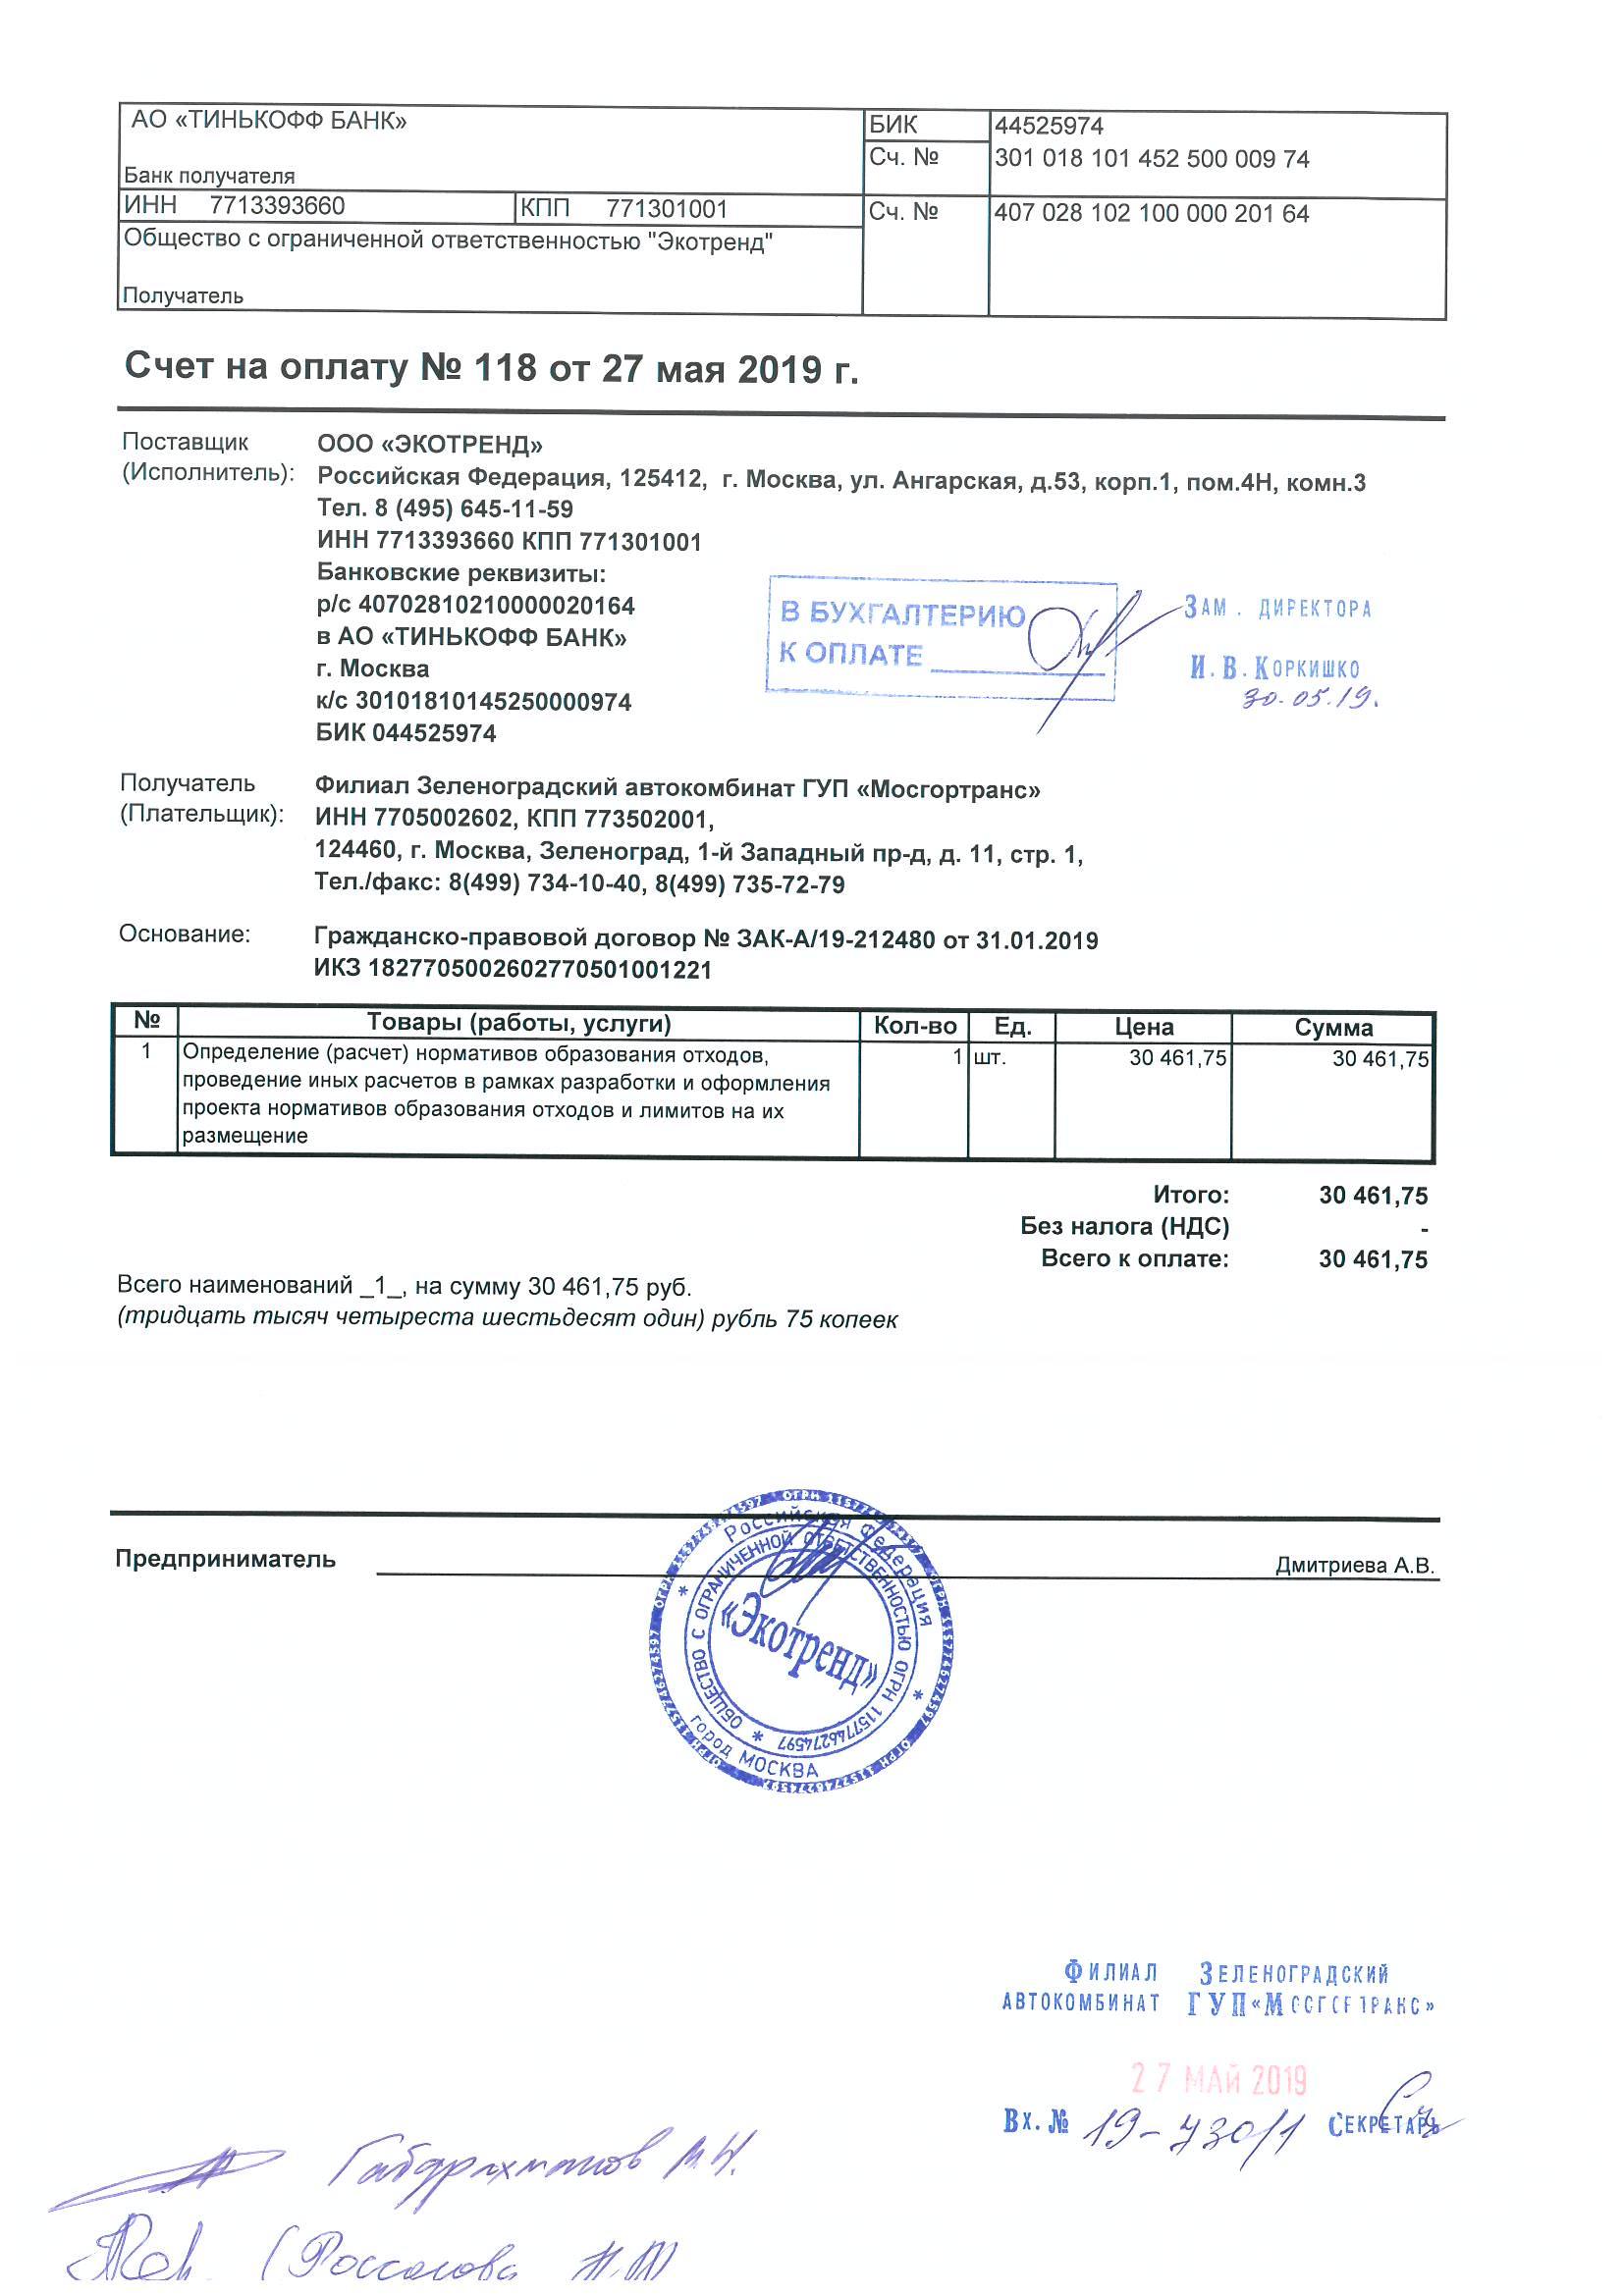 АО «ТИНЬКОФФ БАНК»
БИК 44525974
Сч. № 301 018 101 452 500 009 74
Банк получателя
ИНН 7713393660 КПП 771301001 Сч. № 407 028 102 100 000 201 64
Общество с ограниченной ответственностью "Экотренд"
Получатель
Счет на оплату № 118 от 27 мая 2019 г.
Поставщик (Исполнитель):
ООО «ЭКОТРЕНД»
Российская Федерация, 125412, г. Москва, ул. Ангарская, д.53, корп.1, пом.4Н, комн.3
Тел. 8 (495) 645-11-59
ИНН 7713393660 КПП 771301001
Банковские реквизиты:
р/с 40702810210000020164
в АО «ТИНЬКОФФ БАНК»
г. Москва
к/с 30101810145250000974
БИК 044525974
В БУХГАЛТЕРИЮ
К ОПЛАТЕ
ЗАМ. ДИРЕКТОРА
И.В.КОРКИШКО
30.05.19.
Получатель (Плательщик):
Филиал Зеленоградский автокомбинат ГУП «Мосгортранс»
ИНН 7705002602, КПП 773502001,
124460, г. Москва, Зеленоград, 1-й Западный пр-д, д. 11, стр. 1,
Тел./факс: 8(499) 734-10-40, 8(499) 735-72-79
Основание: Гражданско-правовой договор № ЗАК-А/19-212480 от 31.01.2019
ИКЗ 1827705002602770501001221
№ Товары (работы, услуги) Кол-во Ед. Цена Сумма
1 Определение (расчет) нормативов образования отходов, 1 шт. 30 461,75 30 461,75
проведение иных расчетов в рамках разработки и оформления
проекта нормативов образования отходов и лимитов на их
размещение
Итого: 30 461,75
Без налога (НДС) -
Всего к оплате: 30 461,75
Всего наименований _1_, на сумму 30 461,75 руб.
(тридцать тысяч четыреста шестьдесят один) рубль 75 копеек
Предприниматель Дмитриева А.В.
Российская Федерация
ОБЩЕСТВО С ОГРАНИЧЕННОЙ ОТВЕТСТВЕННОСТЬЮ ОГРН 1157746274597
«Экотренд»
город МОСКВА
ФИЛИАЛ ЗЕЛЕНОГРАДСКИЙ
АВТОКОМБИНАТ ГУП«МОСГОРТРАНС»
27 МАЙ 2019
ВХ. № 19-730/1 СЕКРЕТАРЬ
Габдрахманов М.Н.